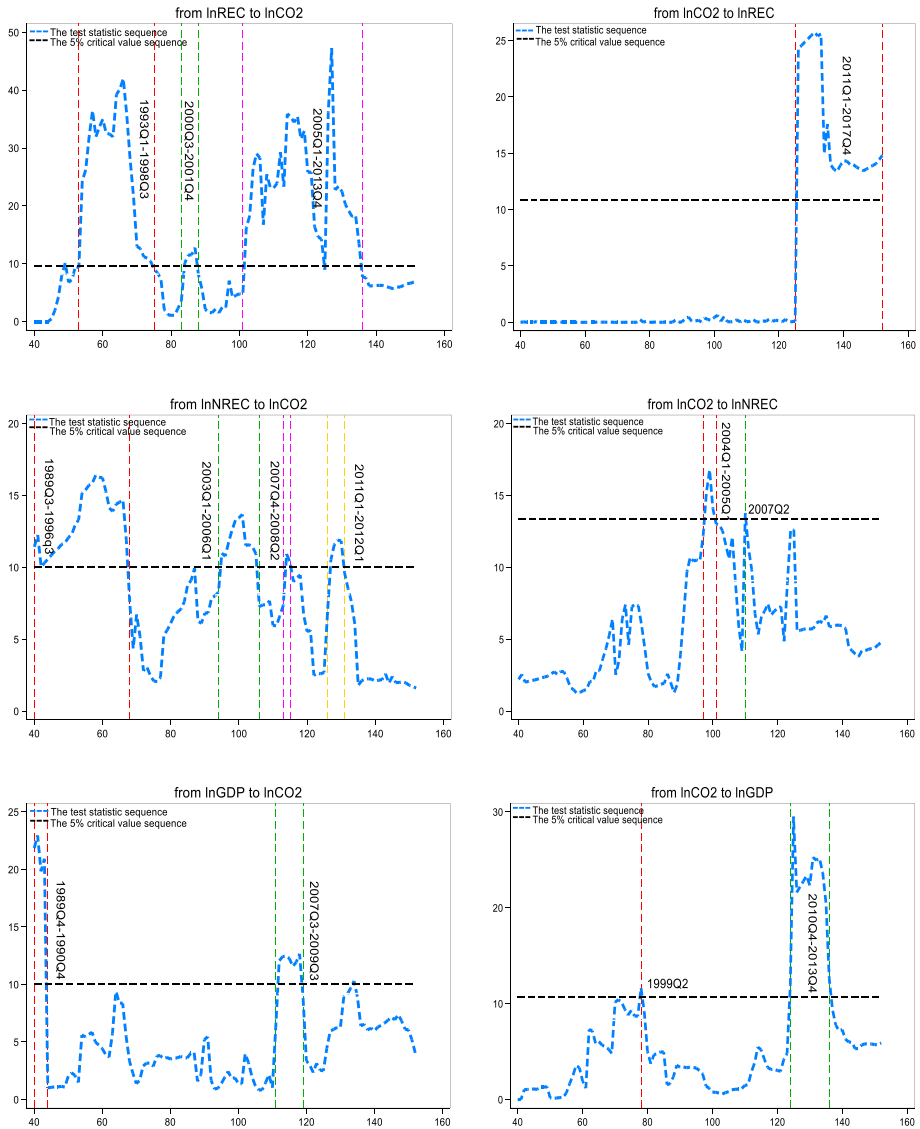 from lnREC to lnCO2
The test statistic sequence
The 5% critical value sequence
50
40
30
20
10
0
1993Q1-1998Q3
2000Q3-2001Q4
2005Q1-2013Q4
40 60 80 100 120 140 160
from lnCO2 to lnREC
The test statistic sequence
The 5% critical value sequence
25
20
15
10
5
0
2011Q1-2017Q4
40 60 80 100 120 140 160
from lnNREC to lnCO2
The test statistic sequence
The 5% critical value sequence
20
15
10
5
0
1989Q3-1996q3
2003Q1-2006Q1
2007Q4-2008Q2
2011Q1-2012Q1
40 60 80 100 120 140 160
from lnCO2 to lnNREC
The test statistic sequence
The 5% critical value sequence
20
15
10
5
0
2004Q1-2005Q1
2007Q2
40 60 80 100 120 140 160
from lnGDP to lnCO2
The test statistic sequence
The 5% critical value sequence
25
20
15
10
5
0
1989Q4-1990Q4
2007Q3-2009Q3
40 60 80 100 120 140 160
from lnCO2 to lnGDP
The test statistic sequence
The 5% critical value sequence
30
20
10
0
1999Q2
2010Q4-2013Q4
40 60 80 100 120 140 160